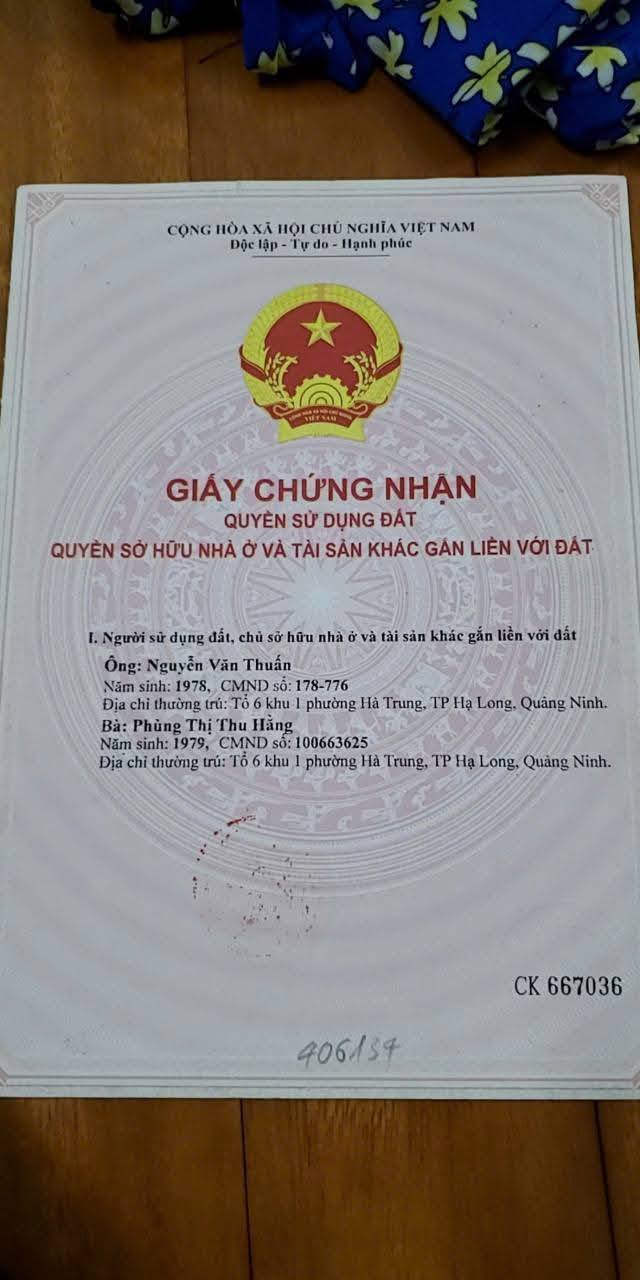 CỘNG HÒA XÃ HỘI CHỦ NGHĨA VIỆT NAM
Độc lập - Tự do - Hạnh phúc
VIỆT NAM
GIẤY CHỨNG NHẬN
QUYỀN SỬ DỤNG ĐẤT
QUYỀN SỞ HỮU NHÀ Ở VÀ TÀI SẢN KHÁC GẮN LIỀN VỚI ĐẤT
I. Người sử dụng đất, chủ sở hữu nhà ở và tài sản khác gắn liền với đất
Ông: Nguyễn Văn Thuấn
Năm sinh: 1978, CMND số: 178-776
Địa chỉ thường trú: Tổ 6 khu 1 phường Hà Trung, TP Hạ Long, Quảng Ninh.
Bà: Phùng Thị Thu Hằng
Năm sinh: 1979, CMND số: 100663625
Địa chỉ thường trú: Tổ 6 khu 1 phường Hà Trung, TP Hạ Long, Quảng Ninh.
CK 667036